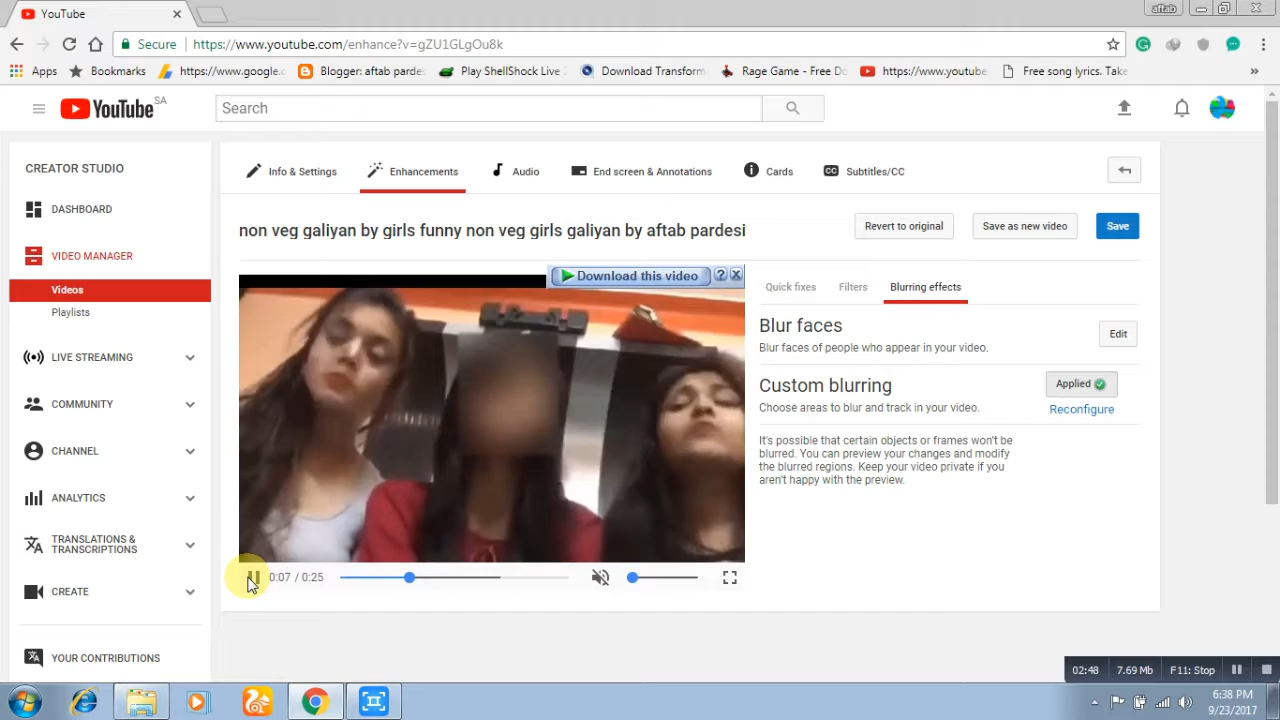 YouTube
aftab
Secure https://www.youtube.com/enhance?v=gZU1GLgOu8k
Apps Bookmarks https://www.google.c Blogger: aftab pardes Play ShellShock Live Download Transform Rage Game - Free Do https://www.youtube Free song lyrics. Take »
YouTube SA
Search
CREATOR STUDIO
DASHBOARD
VIDEO MANAGER
Videos
Playlists
LIVE STREAMING
COMMUNITY
CHANNEL
ANALYTICS
TRANSLATIONS &
TRANSCRIPTIONS
CREATE
YOUR CONTRIBUTIONS
Info & Settings Enhancements Audio End screen & Annotations Cards CC Subtitles/CC
non veg galiyan by girls funny non veg girls galiyan by aftab pardesi
Revert to original Save as new video Save
Download this video ? x
0:07 / 0:25
Quick fixes Filters Blurring effects
Blur faces
Blur faces of people who appear in your video.
Edit
Custom blurring
Choose areas to blur and track in your video.
Applied
Reconfigure
It's possible that certain objects or frames won't be
blurred. You can preview your changes and modify
the blurred regions. Keep your video private if you
aren't happy with the preview.
02:48 7.69 Mb F11: Stop
6:38 PM
9/23/2017